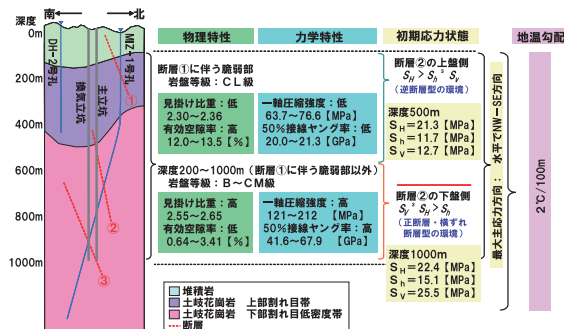 南 北
深度
0m
200m
400m
600m
800m
1000m
DH-2号孔
MIZ-1号孔
換気立坑
主立坑
①
②
③
物理特性
力学特性
初期応力状態
地温勾配
断層①に伴う脆弱部
岩盤等級：CL級
見掛け比重：低
2.30～2.36
有効空隙率：高
12.0～13.5【%】
一軸圧縮強度：低
63.7～76.6【MPa】
50%接線ヤング率：低
20.0～21.3【GPa】
深度200～1000m（断層①に伴う脆弱部以外）
岩盤等級：B～CM級
見掛け比重：高
2.55～2.65
有効空隙率：低
0.64～3.41【%】
一軸圧縮強度：高
121～212 【MPa】
50%接線ヤング率：高
41.6～67.9 【GPa】
断層②の上盤側
SH＞Sh³ SV
（逆断層型の環境）
深度500m
SH＝21.3【MPa】
Sh＝11.7【MPa】
SV＝12.7【MPa】
断層②の下盤側
SV³ SH＞Sh
（正断層・横ずれ
断層型の環境）
深度1000m
SH＝22.4【MPa】
Sh＝15.1【MPa】
SV＝25.5【MPa】
最大主応力方向：水平でNW－SE方向
2℃/100m
堆積岩
土岐花崗岩 上部割れ目帯
土岐花崗岩 下部割れ目低密度帯
断層